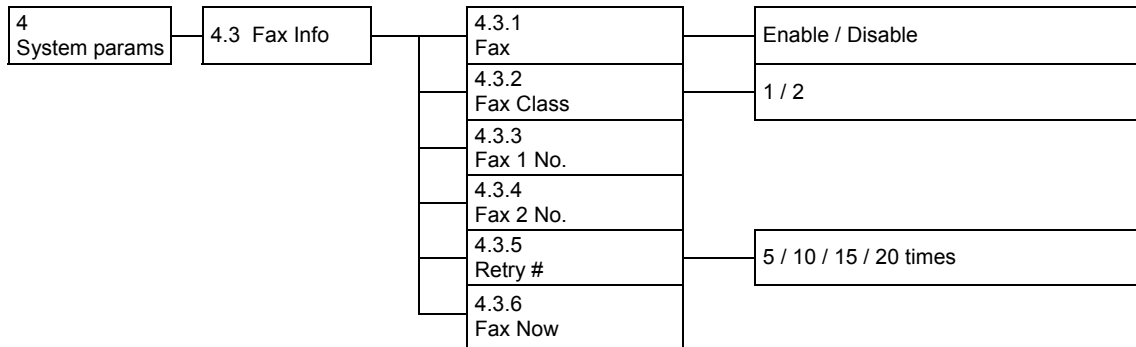 4
System params
4.3 Fax Info
4.3.1
Fax
Enable / Disable
4.3.2
Fax Class
1 / 2
4.3.3
Fax 1 No.
4.3.4
Fax 2 No.
4.3.5
Retry #
5 / 10 / 15 / 20 times
4.3.6
Fax Now